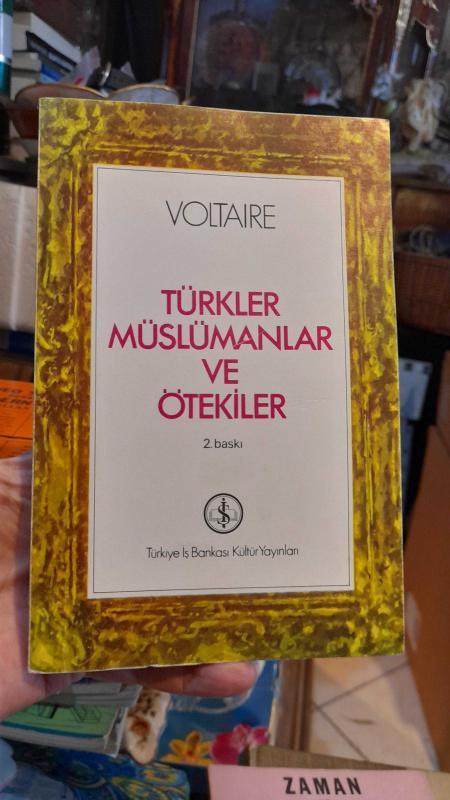 VOLTAIRE
TÜRKLER
MÜSLÜMANLAR
VE
ÖTEKİLER
2. baskı
Türkiye İş Bankası Kültür Yayınları
ZAMAN